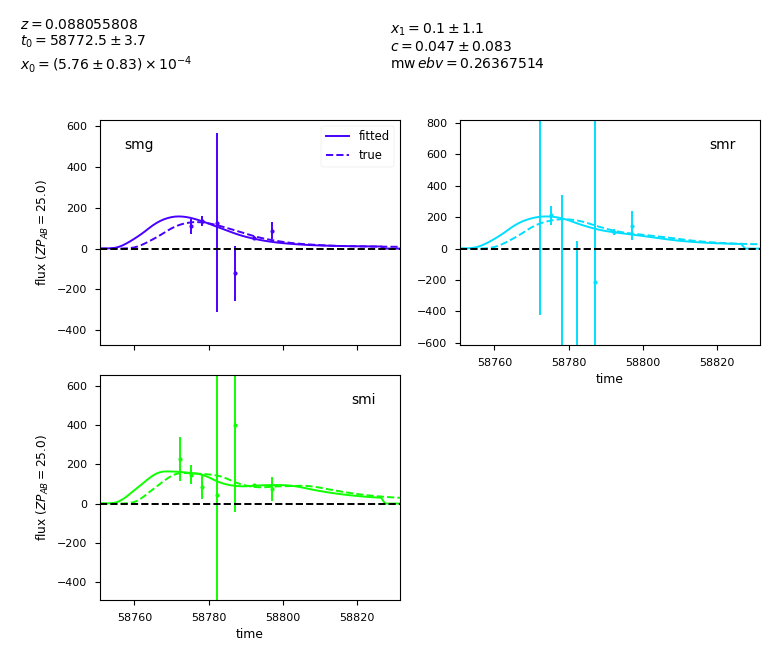 z = 0.088055808
t₀ = 58772.5 ± 3.7
x₀ = (5.76 ± 0.83) × 10⁻⁴
x₁ = 0.1 ± 1.1
c = 0.047 ± 0.083
mw ebv = 0.26367514
smg
fitted
true
600
400
200
0
−200
−400
flux (ZP_AB = 25.0)
smr
800
600
400
200
0
−200
−400
−600
58760 58780 58800 58820
time
smi
600
400
200
0
−200
−400
flux (ZP_AB = 25.0)
58760 58780 58800 58820
time